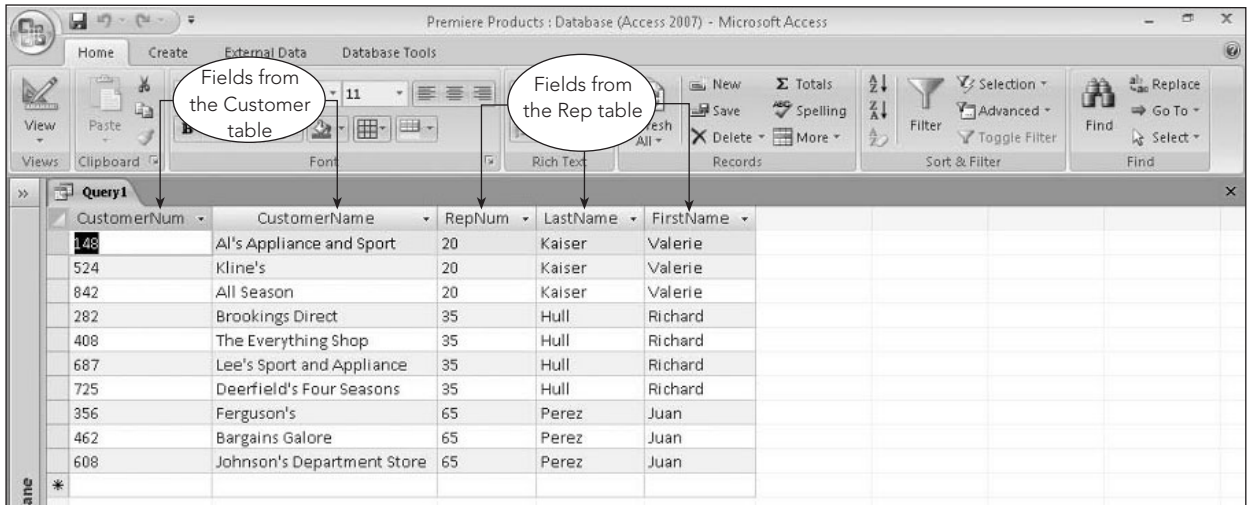 Premiere Products : Database (Access 2007) - Microsoft Access
Home Create External Data Database Tools
Fields from the Customer table
Fields from the Rep table
View
Paste
B
11
All
New
Save
Delete
Σ Totals
Spelling
More
Filter
Selection
Advanced
Toggle Filter
Find
Replace
Go To
Select
Views Clipboard Font Rich Text Records Sort & Filter Find
Query1
CustomerNum CustomerName RepNum LastName FirstName
148 Al's Appliance and Sport 20 Kaiser Valerie
524 Kline's 20 Kaiser Valerie
842 All Season 20 Kaiser Valerie
282 Brookings Direct 35 Hull Richard
408 The Everything Shop 35 Hull Richard
687 Lee's Sport and Appliance 35 Hull Richard
725 Deerfield's Four Seasons 35 Hull Richard
356 Ferguson's 65 Perez Juan
462 Bargains Galore 65 Perez Juan
608 Johnson's Department Store 65 Perez Juan